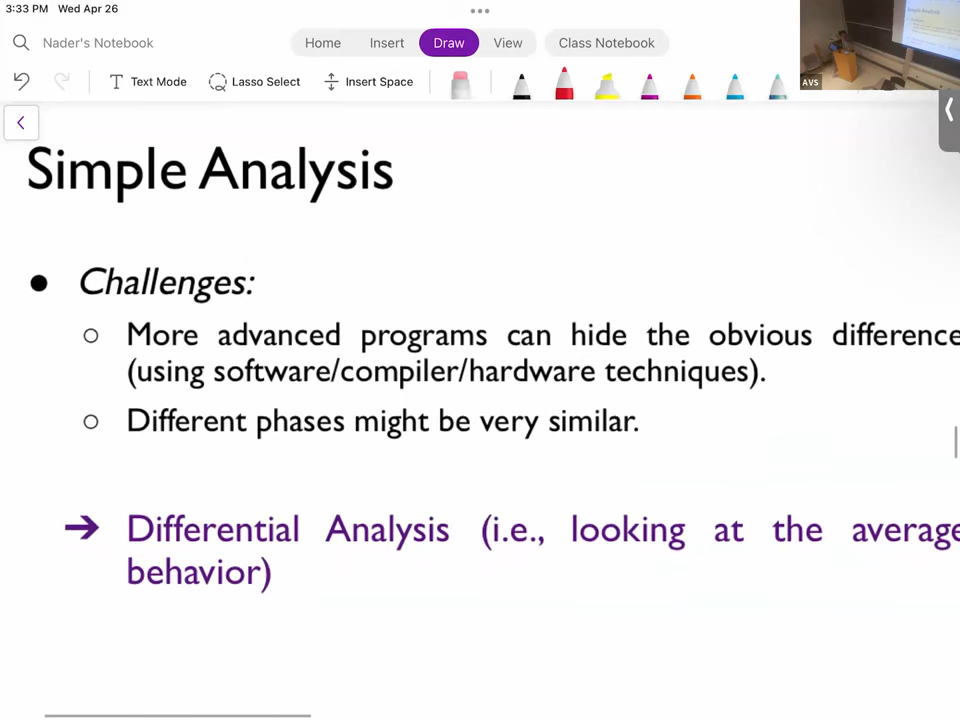 3:33 PM Wed Apr 26
Nader's Notebook
Home Insert Draw View Class Notebook
Text Mode Lasso Select Insert Space
AVS
Simple Analysis
Challenges:
More advanced programs can hide the obvious difference
(using software/compiler/hardware techniques).
Different phases might be very similar.
Differential Analysis (i.e., looking at the average
behavior)